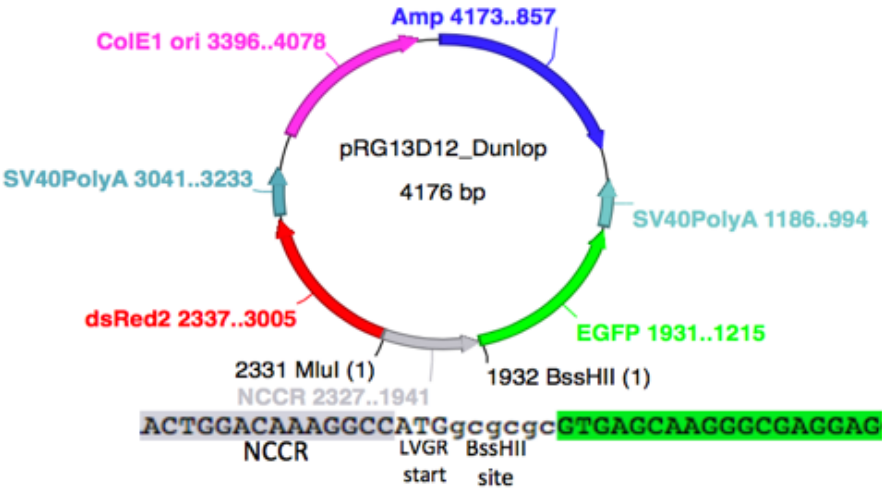 Amp 4173..857
ColE1 ori 3396..4078
pRG13D12_Dunlop
4176 bp
SV40PolyA 3041..3233
SV40PolyA 1186..994
dsRed2 2337..3005
EGFP 1931..1215
2331 MluI (1)
1932 BssHII (1)
NCCR 2327..1941
ACTGGACAAAGGCCATGgcgcgcGTGAGCAAGGGCGAGGAG
NCCR
LVGR
start
BssHII
site